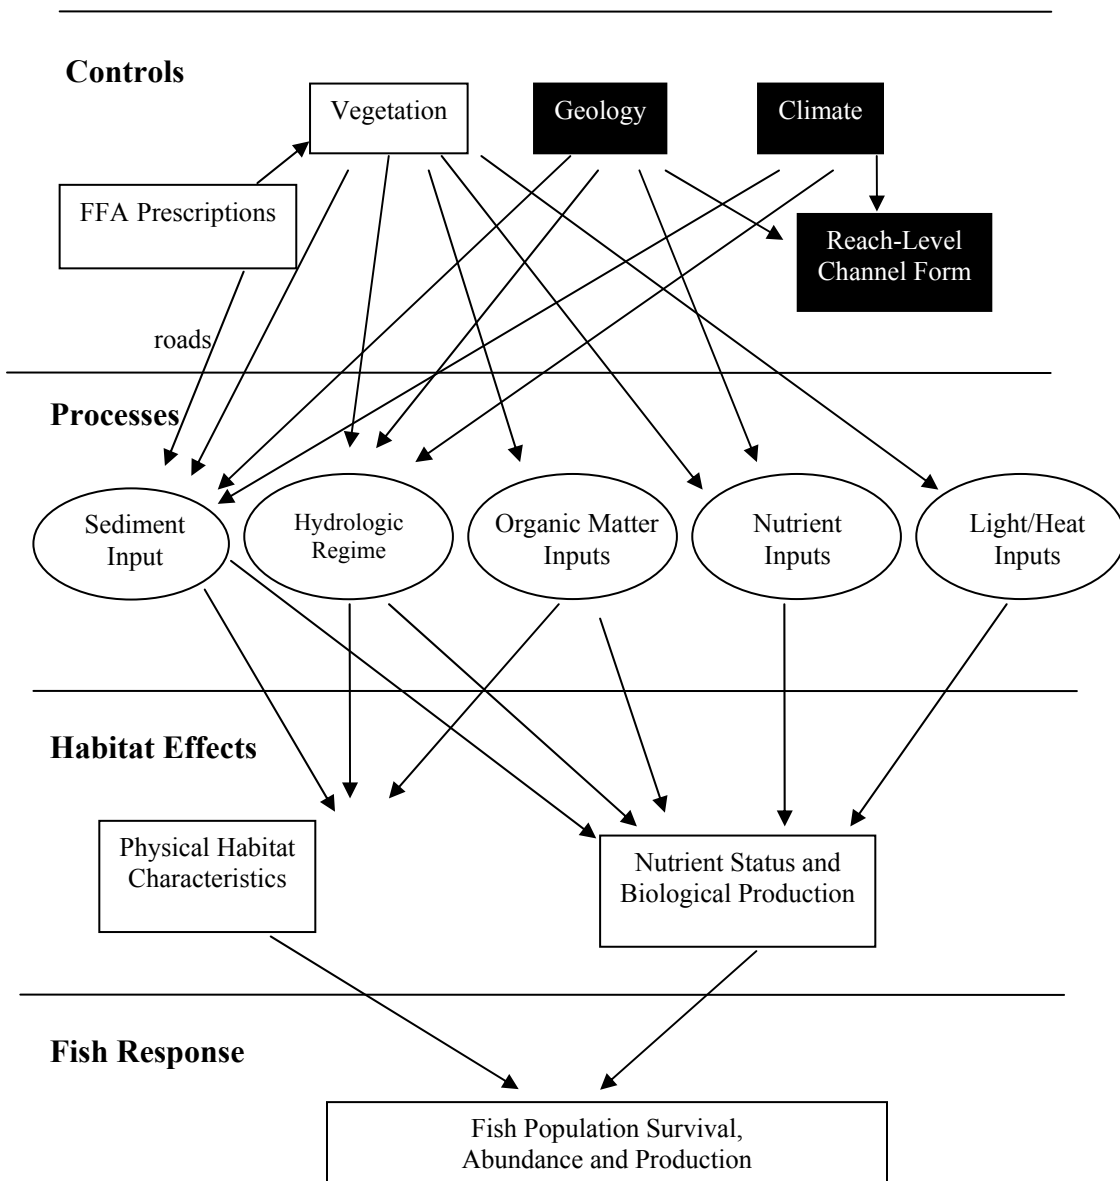 Controls
Vegetation
Geology
Climate
FFA Prescriptions
Reach-Level
Channel Form
roads
Processes
Sediment
Input
Hydrologic
Regime
Organic Matter
Inputs
Nutrient
Inputs
Light/Heat
Inputs
Habitat Effects
Physical Habitat
Characteristics
Nutrient Status and
Biological Production
Fish Response
Fish Population Survival,
Abundance and Production